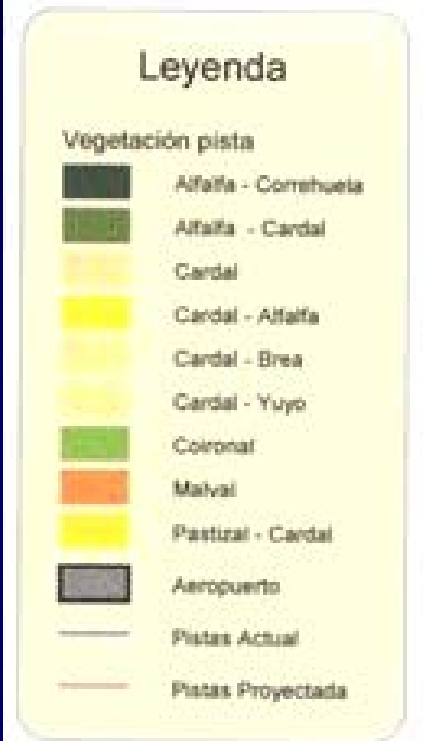 Leyenda
Vegetación pista
Alfalfa - Correhuela
Alfalfa - Cardal
Cardal
Cardal - Alfalfa
Cardal - Brea
Cardal - Yuyo
Coironal
Malval
Pastizal - Cardal
Aeropuerto
Pistas Actual
Pistas Proyectada